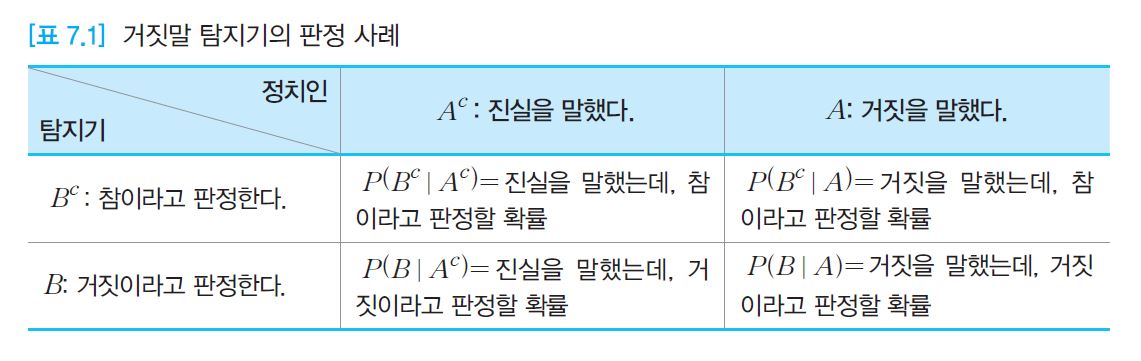 [표 7.1] 거짓말 탐지기의 판정 사례
정치인
탐지기
A^c : 진실을 말했다.
A: 거짓을 말했다.
B^c : 참이라고 판정한다.
P(B^c | A^c)= 진실을 말했는데, 참
이라고 판정할 확률
P(B^c | A)= 거짓을 말했는데, 참
이라고 판정할 확률
B: 거짓이라고 판정한다.
P(B | A^c)= 진실을 말했는데, 거
짓이라고 판정할 확률
P(B | A)= 거짓을 말했는데, 거짓
이라고 판정할 확률